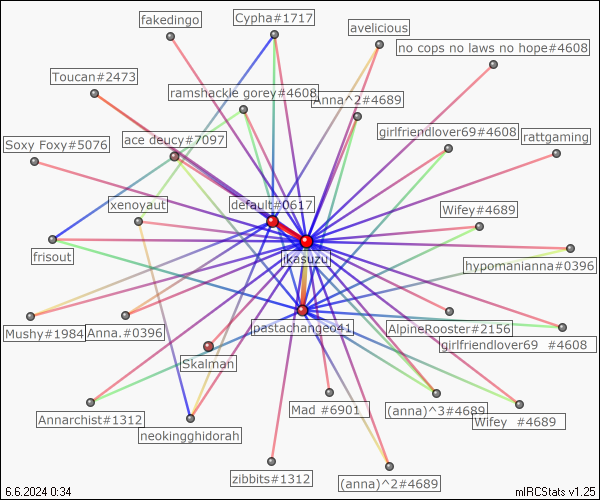 fakedingo
Cypha#1717
avelicious
no cops no laws no hope#4608
Toucan#2473
ramshackle gorey#4608
Anna^2#4689
ace deucy#7097
girlfriendlover69#4608
rattgaming
Soxy Foxy#5076
xenoyaut
default#0617
Wifey#4689
ikasuzu
frisout
hypomanianna#0396
pastachanged41
Mushy#1984
Anna.#0396
AlpineRooster#2156
girlfriendlover69 #4608
Skalman
Annarchist#1312
Mad #6901
(anna)^3#4689
Wifey #4689
neokingghidorah
zibbits#1312
(anna)^2#4689
6.6.2024 0:34
mIRCStats v1.25